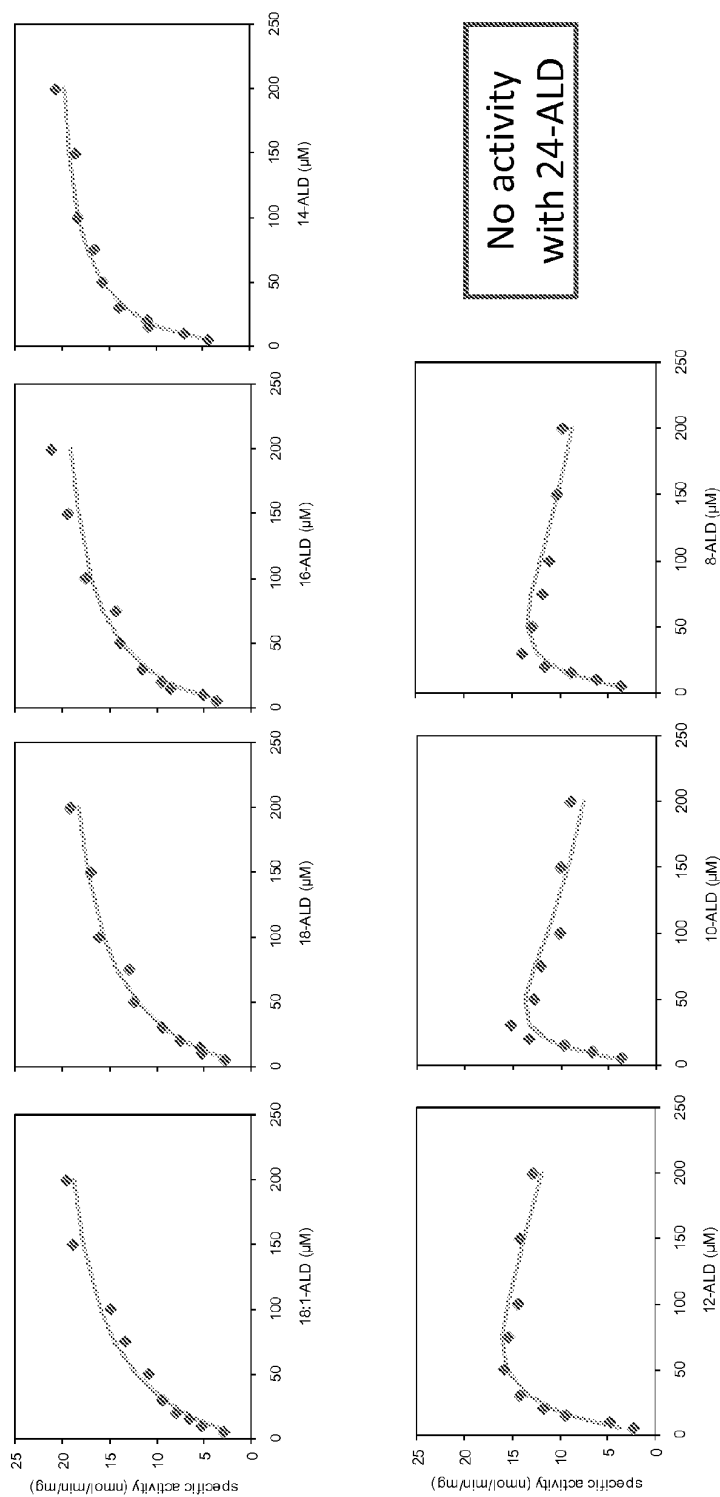 specific activity (nmol/min/mg)
25
20
15
10
5
0
0 50 100 150 200 250
18:1-ALD (µM)
0 50 100 150 200 250
18-ALD (µM)
0 50 100 150 200 250
16-ALD (µM)
0 50 100 150 200 250
14-ALD (µM)
specific activity (nmol/min/mg)
25
20
15
10
5
0
0 50 100 150 200 250
12-ALD (µM)
0 50 100 150 200 250
10-ALD (µM)
0 50 100 150 200 250
8-ALD (µM)
No activity
with 24-ALD